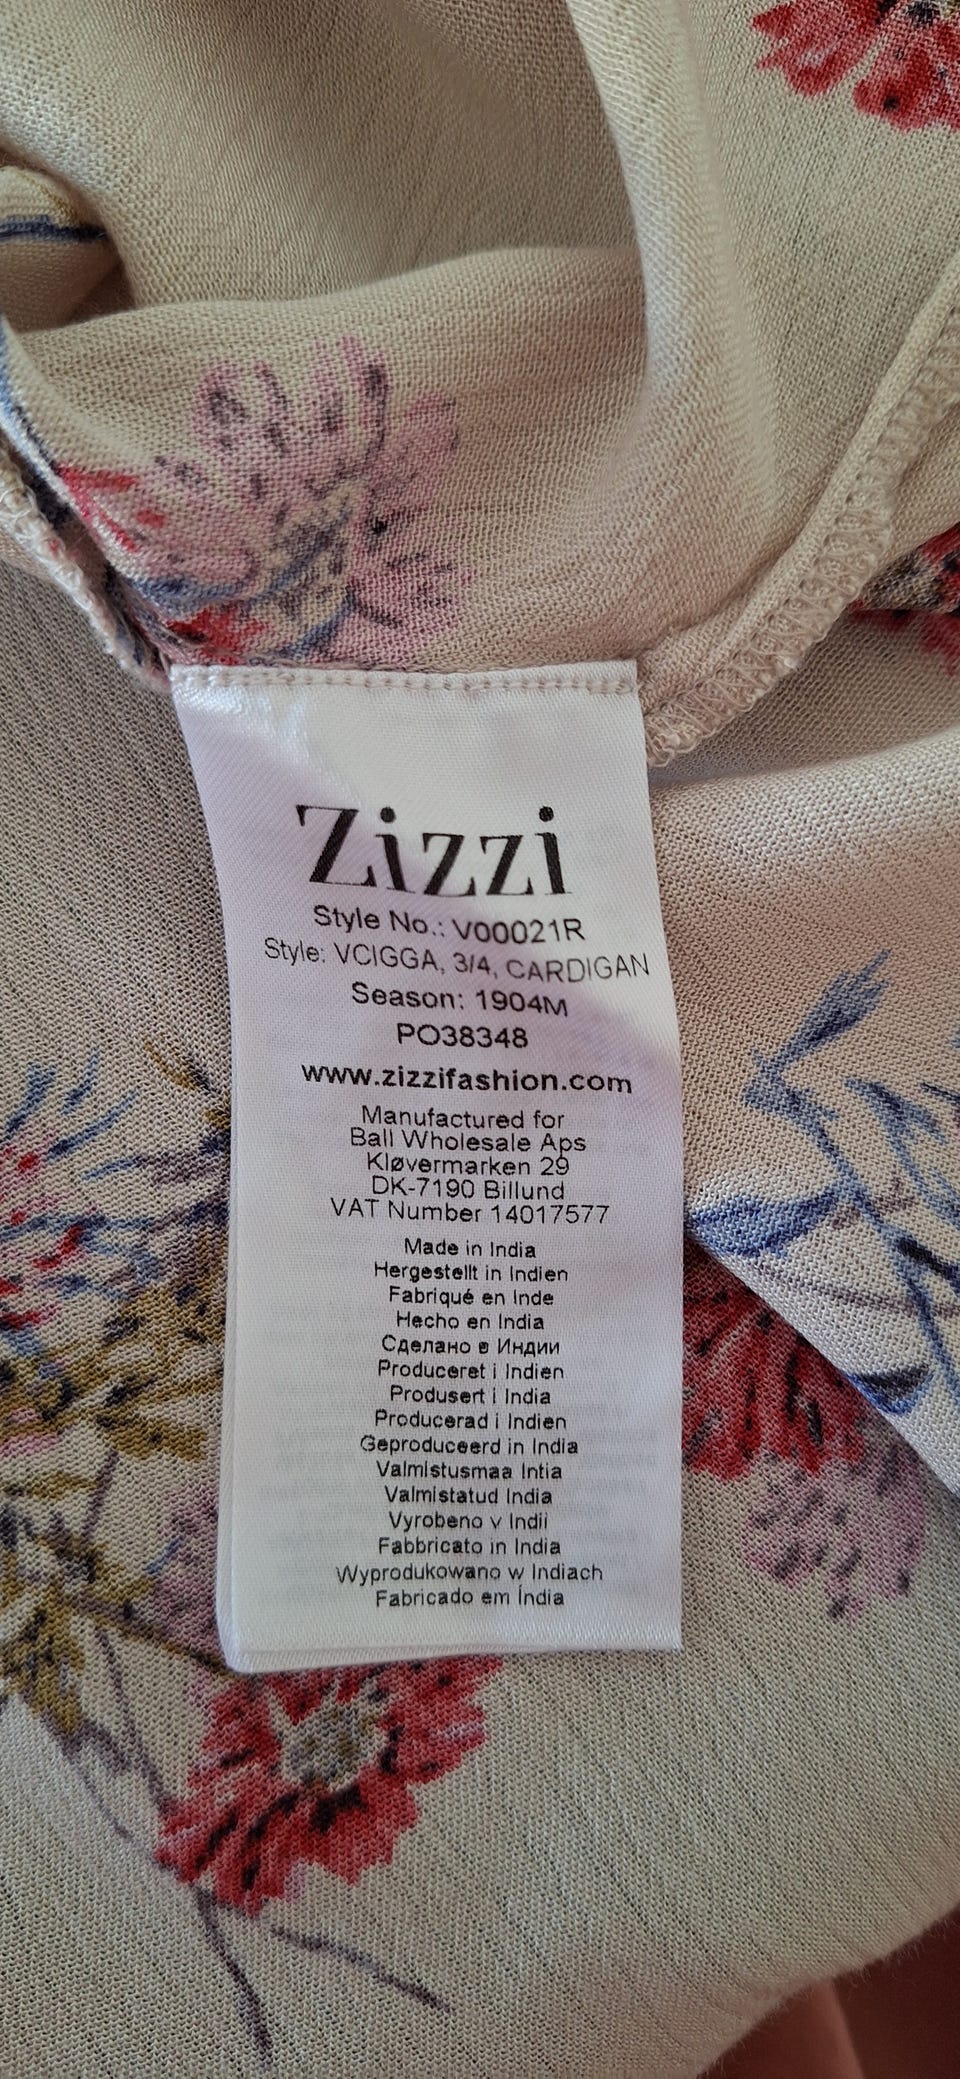 Zizzi
Style No.: V00021R
Style: VCIGGA, 3/4, CARDIGAN
Season: 1904M
PO38348
www.zizzifashion.com
Manufactured for
Ball Wholesale Aps
Kløvermarken 29
DK-7190 Billund
VAT Number 14017577
Made in India
Hergestellt in Indien
Fabriqué en Inde
Hecho en India
Сделано в Индии
Produceret i Indien
Produsert i India
Producerad i Indien
Geproduceerd in India
Valmistusmaa Intia
Valmistatud India
Vyrobeno v Indii
Fabbricato in India
Wyprodukowano w Indiach
Fabricado em Índia